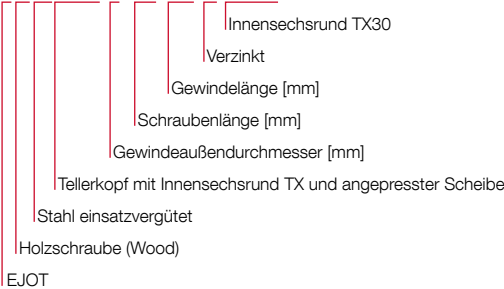 Innensechsrund TX30
Verzinkt
Gewindelänge [mm]
Schraubenlänge [mm]
Gewindeaußendurchmesser [mm]
Tellerkopf mit Innensechsrund TX und angepresster Scheibe
Stahl einsatzvergütet
Holzschraube (Wood)
EJOT